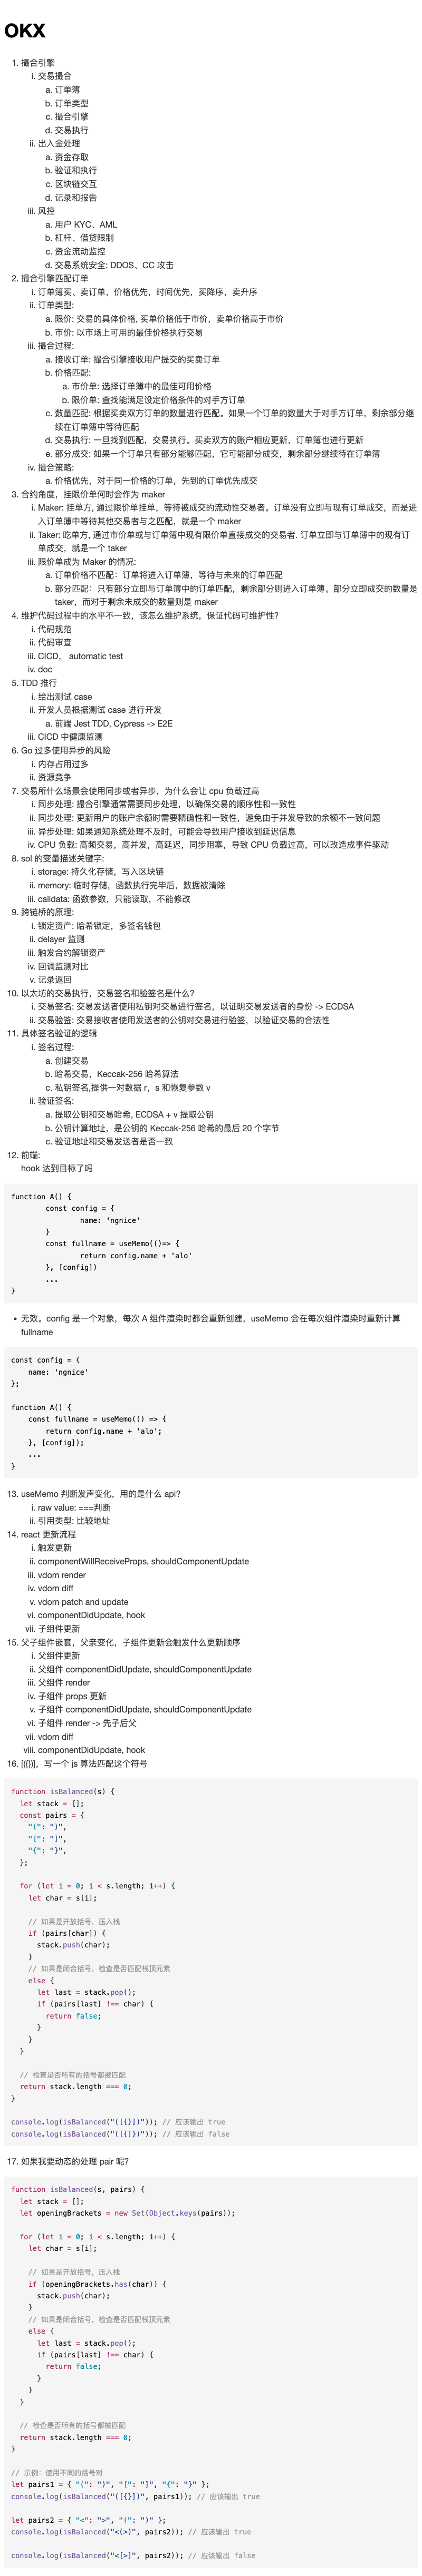 OKX
1. 撮合引擎
i. 交易撮合
a. 订单簿
b. 订单类型
c. 撮合引擎
d. 交易执行
ii. 出入金处理
a. 资金存取
b. 验证和执行
c. 区块链交互
d. 记录和报告
iii. 风控
a. 用户 KYC、AML
b. 杠杆、借贷限制
c. 资金流动监控
d. 交易系统安全: DDOS、CC 攻击
2. 撮合引擎匹配订单
i. 订单簿买、卖订单，价格优先，时间优先，买降序，卖升序
ii. 订单类型:
a. 限价: 交易的具体价格, 买单价格低于市价，卖单价格高于市价
b. 市价: 以市场上可用的最佳价格执行交易
iii. 撮合过程:
a. 接收订单: 撮合引擎接收用户提交的买卖订单
b. 价格匹配:
a. 市价单: 选择订单簿中的最佳可用价格
b. 限价单: 查找能满足设定价格条件的对手方订单
c. 数量匹配: 根据买卖双方订单的数量进行匹配。如果一个订单的数量大于对手方订单，剩余部分继
续在订单簿中等待匹配
d. 交易执行: 一旦找到匹配，交易执行。买卖双方的账户相应更新，订单簿也进行更新
e. 部分成交: 如果一个订单只有部分能够匹配，它可能部分成交，剩余部分继续待在订单簿
iv. 撮合策略:
a. 价格优先，对于同一价格的订单，先到的订单优先成交
3. 合约角度，挂限价单何时会作为 maker
i. Maker: 挂单方, 通过限价单挂单，等待被成交的流动性交易者。订单没有立即与现有订单成交，而是进
入订单簿中等待其他交易者与之匹配，就是一个 maker
ii. Taker: 吃单方, 通过市价单或与订单簿中现有限价单直接成交的交易者. 订单立即与订单簿中的现有订
单成交，就是一个 taker
iii. 限价单成为 Maker 的情况:
a. 订单价格不匹配：订单将进入订单簿，等待与未来的订单匹配
b. 部分匹配：只有部分立即与订单簿中的订单匹配，剩余部分则进入订单簿。部分立即成交的数量是
taker，而对于剩余未成交的数量则是 maker
4. 维护代码过程中的水平不一致，该怎么维护系统，保证代码可维护性?
i. 代码规范
ii. 代码审查
iii. CICD， automatic test
iv. doc
5. TDD 推行
i. 给出测试 case
ii. 开发人员根据测试 case 进行开发
a. 前端 Jest TDD, Cypress -> E2E
iii. CICD 中健康监测
6. Go 过多使用异步的风险
i. 内存占用过多
ii. 资源竞争
7. 交易所什么场景会使用同步或者异步，为什么会让 cpu 负载过高
i. 同步处理: 撮合引擎通常需要同步处理，以确保交易的顺序性和一致性
ii. 同步处理: 更新用户的账户余额时需要精确性和一致性，避免由于并发导致的余额不一致问题
iii. 异步处理: 如果通知系统处理不及时，可能会导致用户接收到延迟信息
iv. CPU 负载: 高频交易，高并发，高延迟，同步阻塞，导致 CPU 负载过高，可以改造成事件驱动
8. sol 的变量描述关键字:
i. storage: 持久化存储，写入区块链
ii. memory: 临时存储，函数执行完毕后，数据被清除
iii. calldata: 函数参数，只能读取，不能修改
9. 跨链桥的原理:
i. 锁定资产: 哈希锁定，多签名钱包
ii. delayer 监测
iii. 触发合约解锁资产
iv. 回调监测对比
v. 记录返回
10. 以太坊的交易执行，交易签名和验签名是什么?
i. 交易签名: 交易发送者使用私钥对交易进行签名，以证明交易发送者的身份 -> ECDSA
ii. 交易验签: 交易接收者使用发送者的公钥对交易进行验签，以验证交易的合法性
11. 具体签名验证的逻辑
i. 签名过程:
a. 创建交易
b. 哈希交易，Keccak-256 哈希算法
c. 私钥签名,提供一对数据 r，s 和恢复参数 v
ii. 验证签名:
a. 提取公钥和交易哈希, ECDSA + v 提取公钥
b. 公钥计算地址，是公钥的 Keccak-256 哈希的最后 20 个字节
c. 验证地址和交易发送者是否一致
12. 前端:
hook 达到目标了吗
function A() {
const config = {
name: 'ngnice'
}
const fullname = useMemo(()=> {
return config.name + 'alo'
}, [config])
...
}
• 无效。config 是一个对象，每次 A 组件渲染时都会重新创建，useMemo 会在每次组件渲染时重新计算
fullname
const config = {
name: 'ngnice'
};
function A() {
const fullname = useMemo(() => {
return config.name + 'alo';
}, [config]);
...
}
13. useMemo 判断发声变化，用的是什么 api?
i. raw value: ===判断
ii. 引用类型: 比较地址
14. react 更新流程
i. 触发更新
ii. componentWillReceiveProps, shouldComponentUpdate
iii. vdom render
iv. vdom diff
v. vdom patch and update
vi. componentDidUpdate, hook
vii. 子组件更新
15. 父子组件嵌套，父亲变化，子组件更新会触发什么更新顺序
i. 父组件更新
ii. 父组件 componentDidUpdate, shouldComponentUpdate
iii. 父组件 render
iv. 子组件 props 更新
v. 子组件 componentDidUpdate, shouldComponentUpdate
vi. 子组件 render -> 先子后父
vii. vdom diff
viii. componentDidUpdate, hook
16. [({})]，写一个 js 算法匹配这个符号
function isBalanced(s) {
let stack = [];
const pairs = {
"(": ")",
"[": "]",
"{": "}",
};
for (let i = 0; i < s.length; i++) {
let char = s[i];
// 如果是开放括号，压入栈
if (pairs[char]) {
stack.push(char);
}
// 如果是闭合括号，检查是否匹配栈顶元素
else {
let last = stack.pop();
if (pairs[last] !== char) {
return false;
}
}
}
// 检查是否所有的括号都被匹配
return stack.length === 0;
}
console.log(isBalanced("([{}])")); // 应该输出 true
console.log(isBalanced("([{]})")); // 应该输出 false
17. 如果我要动态的处理 pair 呢?
function isBalanced(s, pairs) {
let stack = [];
let openingBrackets = new Set(Object.keys(pairs));
for (let i = 0; i < s.length; i++) {
let char = s[i];
// 如果是开放括号，压入栈
if (openingBrackets.has(char)) {
stack.push(char);
}
// 如果是闭合括号，检查是否匹配栈顶元素
else {
let last = stack.pop();
if (pairs[last] !== char) {
return false;
}
}
}
// 检查是否所有的括号都被匹配
return stack.length === 0;
}
// 示例：使用不同的括号对
let pairs1 = { "(": ")", "[": "]", "{": "}" };
console.log(isBalanced("([{}])", pairs1)); // 应该输出 true
let pairs2 = { "<": ">", "(": ")" };
console.log(isBalanced("<(>)", pairs2)); // 应该输出 true
console.log(isBalanced("<[>]", pairs2)); // 应该输出 false